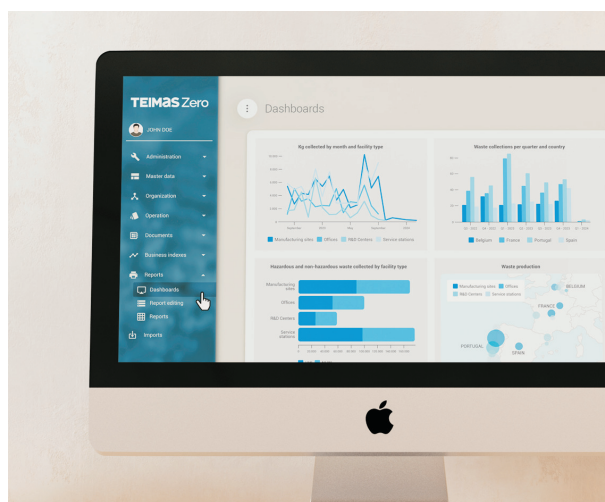 TEIMAS Zero
JOHN DOE
Administration
Master data
Organization
Operation
Documents
Business indexes
Reports
Dashboards
Report editing
Reports
Imports
Dashboards
Kg collected by month and facility type
Manufacturing sites Offices R&D Centers Service stations
Waste collections per quarter and country
Belgium France Portugal Spain
Hazardous and non-hazardous waste collected by facility type
Manufacturing
sites
Offices
R&D Centers
Service
stations
Waste production
Manufacturing sites Offices
R&D Centers Service stations
BELGIUM
FRANCE
PORTUGAL
SPAIN